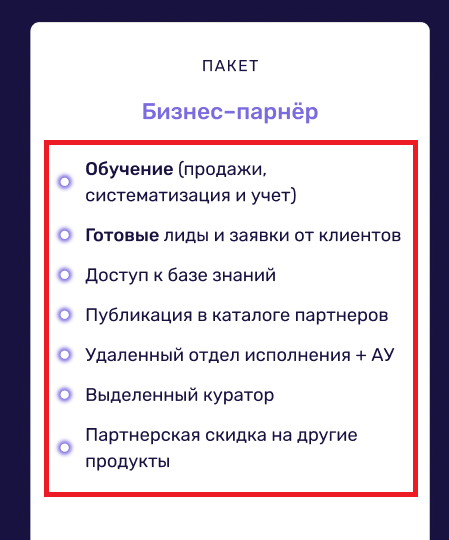 ПАКЕТ
Бизнес-парнёр
Обучение (продажи,
систематизация и учет)
Готовые лиды и заявки от клиентов
Доступ к базе знаний
Публикация в каталоге партнеров
Удаленный отдел исполнения + АУ
Выделенный куратор
Партнерская скидка на другие
продукты